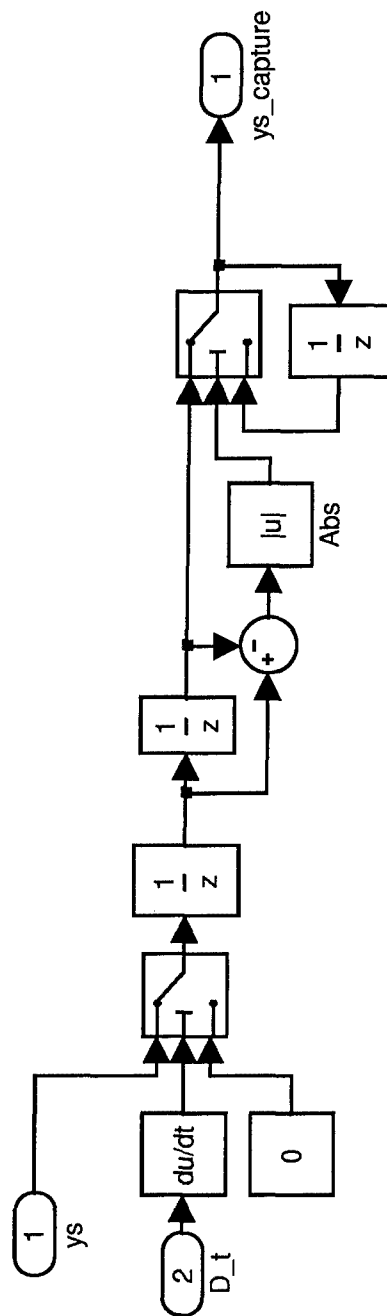 1
ys
2
D_t
du/dt
0
1
z
1
z
+ -
|u|
Abs
1
z
1
ys_capture